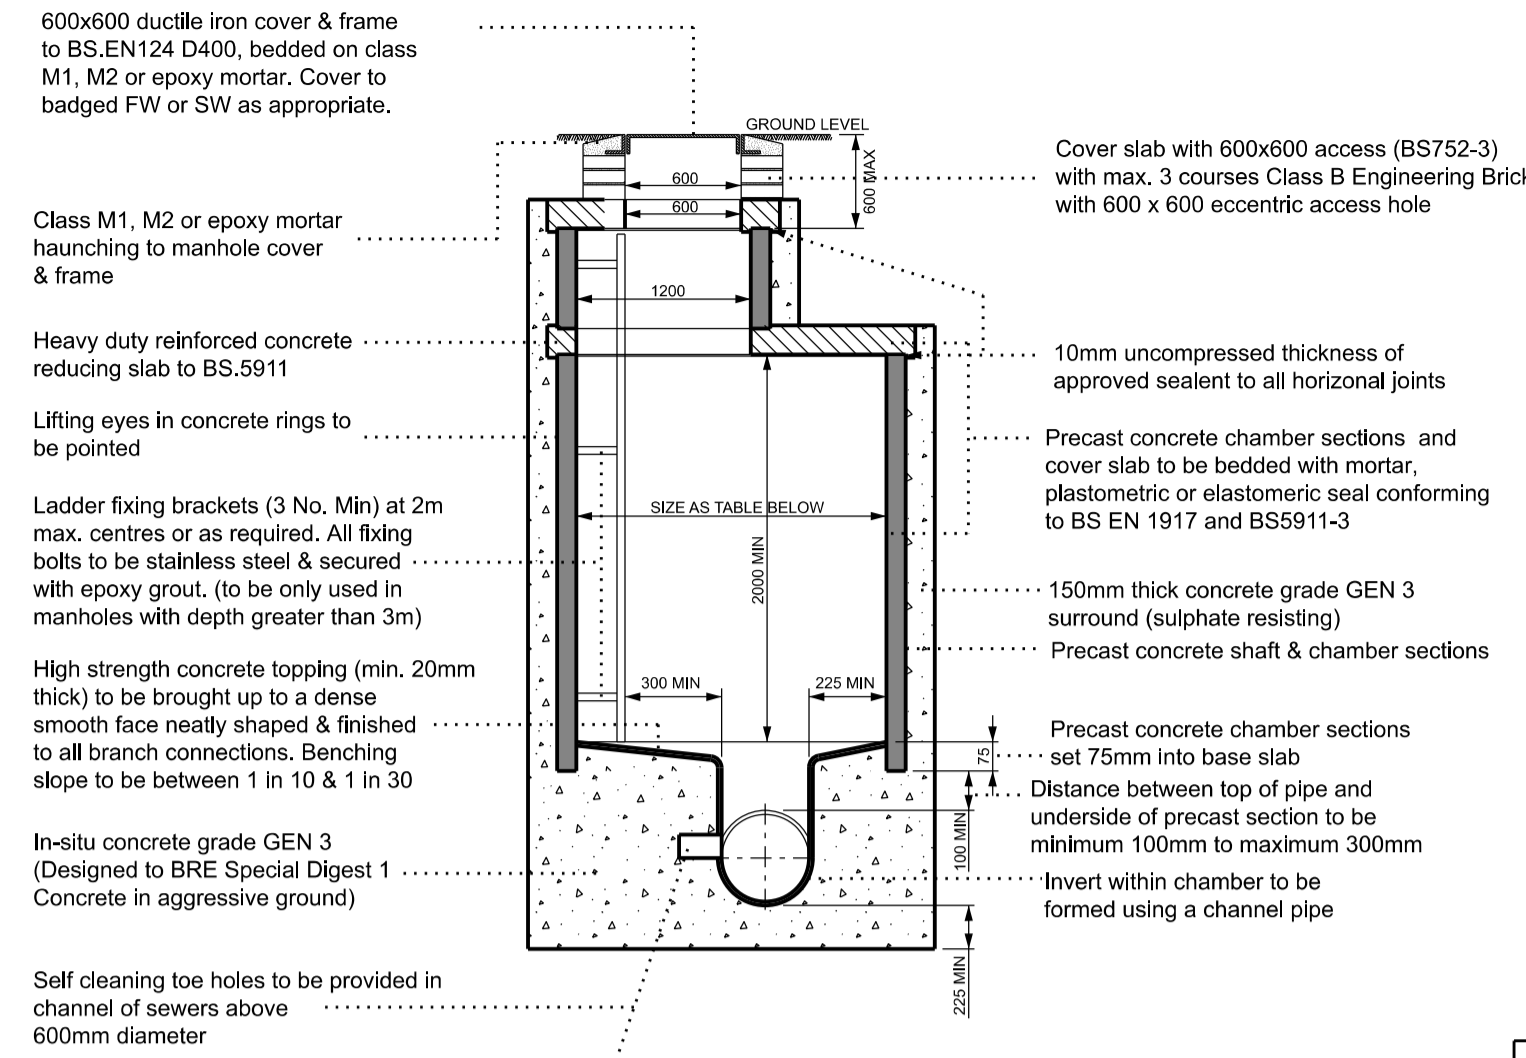 600x600 ductile iron cover & frame
to BS.EN124 D400, bedded on class
M1, M2 or epoxy mortar. Cover to
badged FW or SW as appropriate.
Class M1, M2 or epoxy mortar
haunching to manhole cover
& frame
Heavy duty reinforced concrete
reducing slab to BS.5911
Lifting eyes in concrete rings to
be pointed
Ladder fixing brackets (3 No. Min) at 2m
max. centres or as required. All fixing
bolts to be stainless steel & secured
with epoxy grout. (to be only used in
manholes with depth greater than 3m)
High strength concrete topping (min. 20mm
thick) to be brought up to a dense
smooth face neatly shaped & finished
to all branch connections. Benching
slope to be between 1 in 10 & 1 in 30
In-situ concrete grade GEN 3
(Designed to BRE Special Digest 1
Concrete in aggressive ground)
Self cleaning toe holes to be provided in
channel of sewers above
600mm diameter
GROUND LEVEL
600
600
600 MAX
1200
SIZE AS TABLE BELOW
2000 MIN
300 MIN
225 MIN
75
100 MIN
225 MIN
Cover slab with 600x600 access (BS752-3)
with max. 3 courses Class B Engineering Brick
with 600 x 600 eccentric access hole
10mm uncompressed thickness of
approved sealent to all horizonal joints
Precast concrete chamber sections and
cover slab to be bedded with mortar,
plastometric or elastomeric seal conforming
to BS EN 1917 and BS5911-3
150mm thick concrete grade GEN 3
surround (sulphate resisting)
Precast concrete shaft & chamber sections
Precast concrete chamber sections
set 75mm into base slab
Distance between top of pipe and
underside of precast section to be
minimum 100mm to maximum 300mm
Invert within chamber to be
formed using a channel pipe